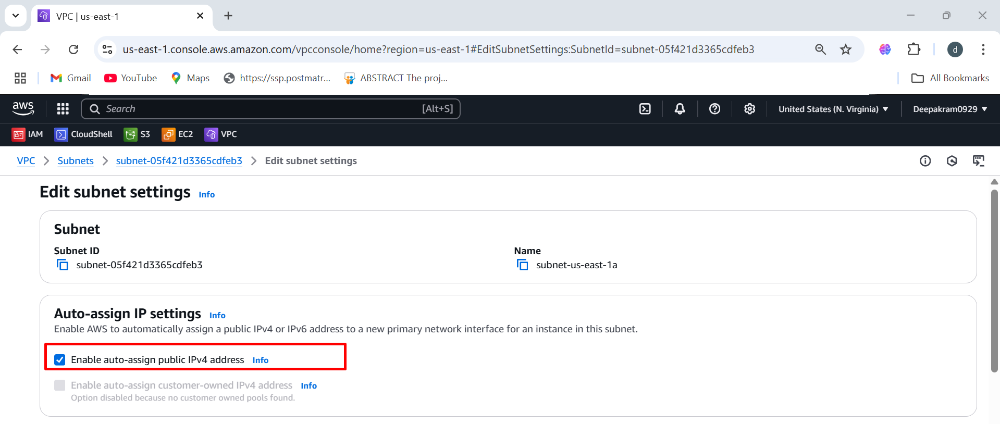 VPC | us-east-1
us-east-1.console.aws.amazon.com/vpcconsole/home?region=us-east-1#EditSubnetSettings:SubnetId=subnet-05f421d3365cdfeb3
d
Gmail YouTube Maps https://ssp.postmatr... ABSTRACT The proj... All Bookmarks
aws Search [Alt+S] United States (N. Virginia) Deepakram0929
IAM CloudShell S3 EC2 VPC
VPC Subnets subnet-05f421d3365cdfeb3 Edit subnet settings
Edit subnet settings Info
Subnet
Subnet ID Name
subnet-05f421d3365cdfeb3 subnet-us-east-1a
Auto-assign IP settings Info
Enable AWS to automatically assign a public IPv4 or IPv6 address to a new primary network interface for an instance in this subnet.
Enable auto-assign public IPv4 address Info
Enable auto-assign customer-owned IPv4 address Info
Option disabled because no customer owned pools found.